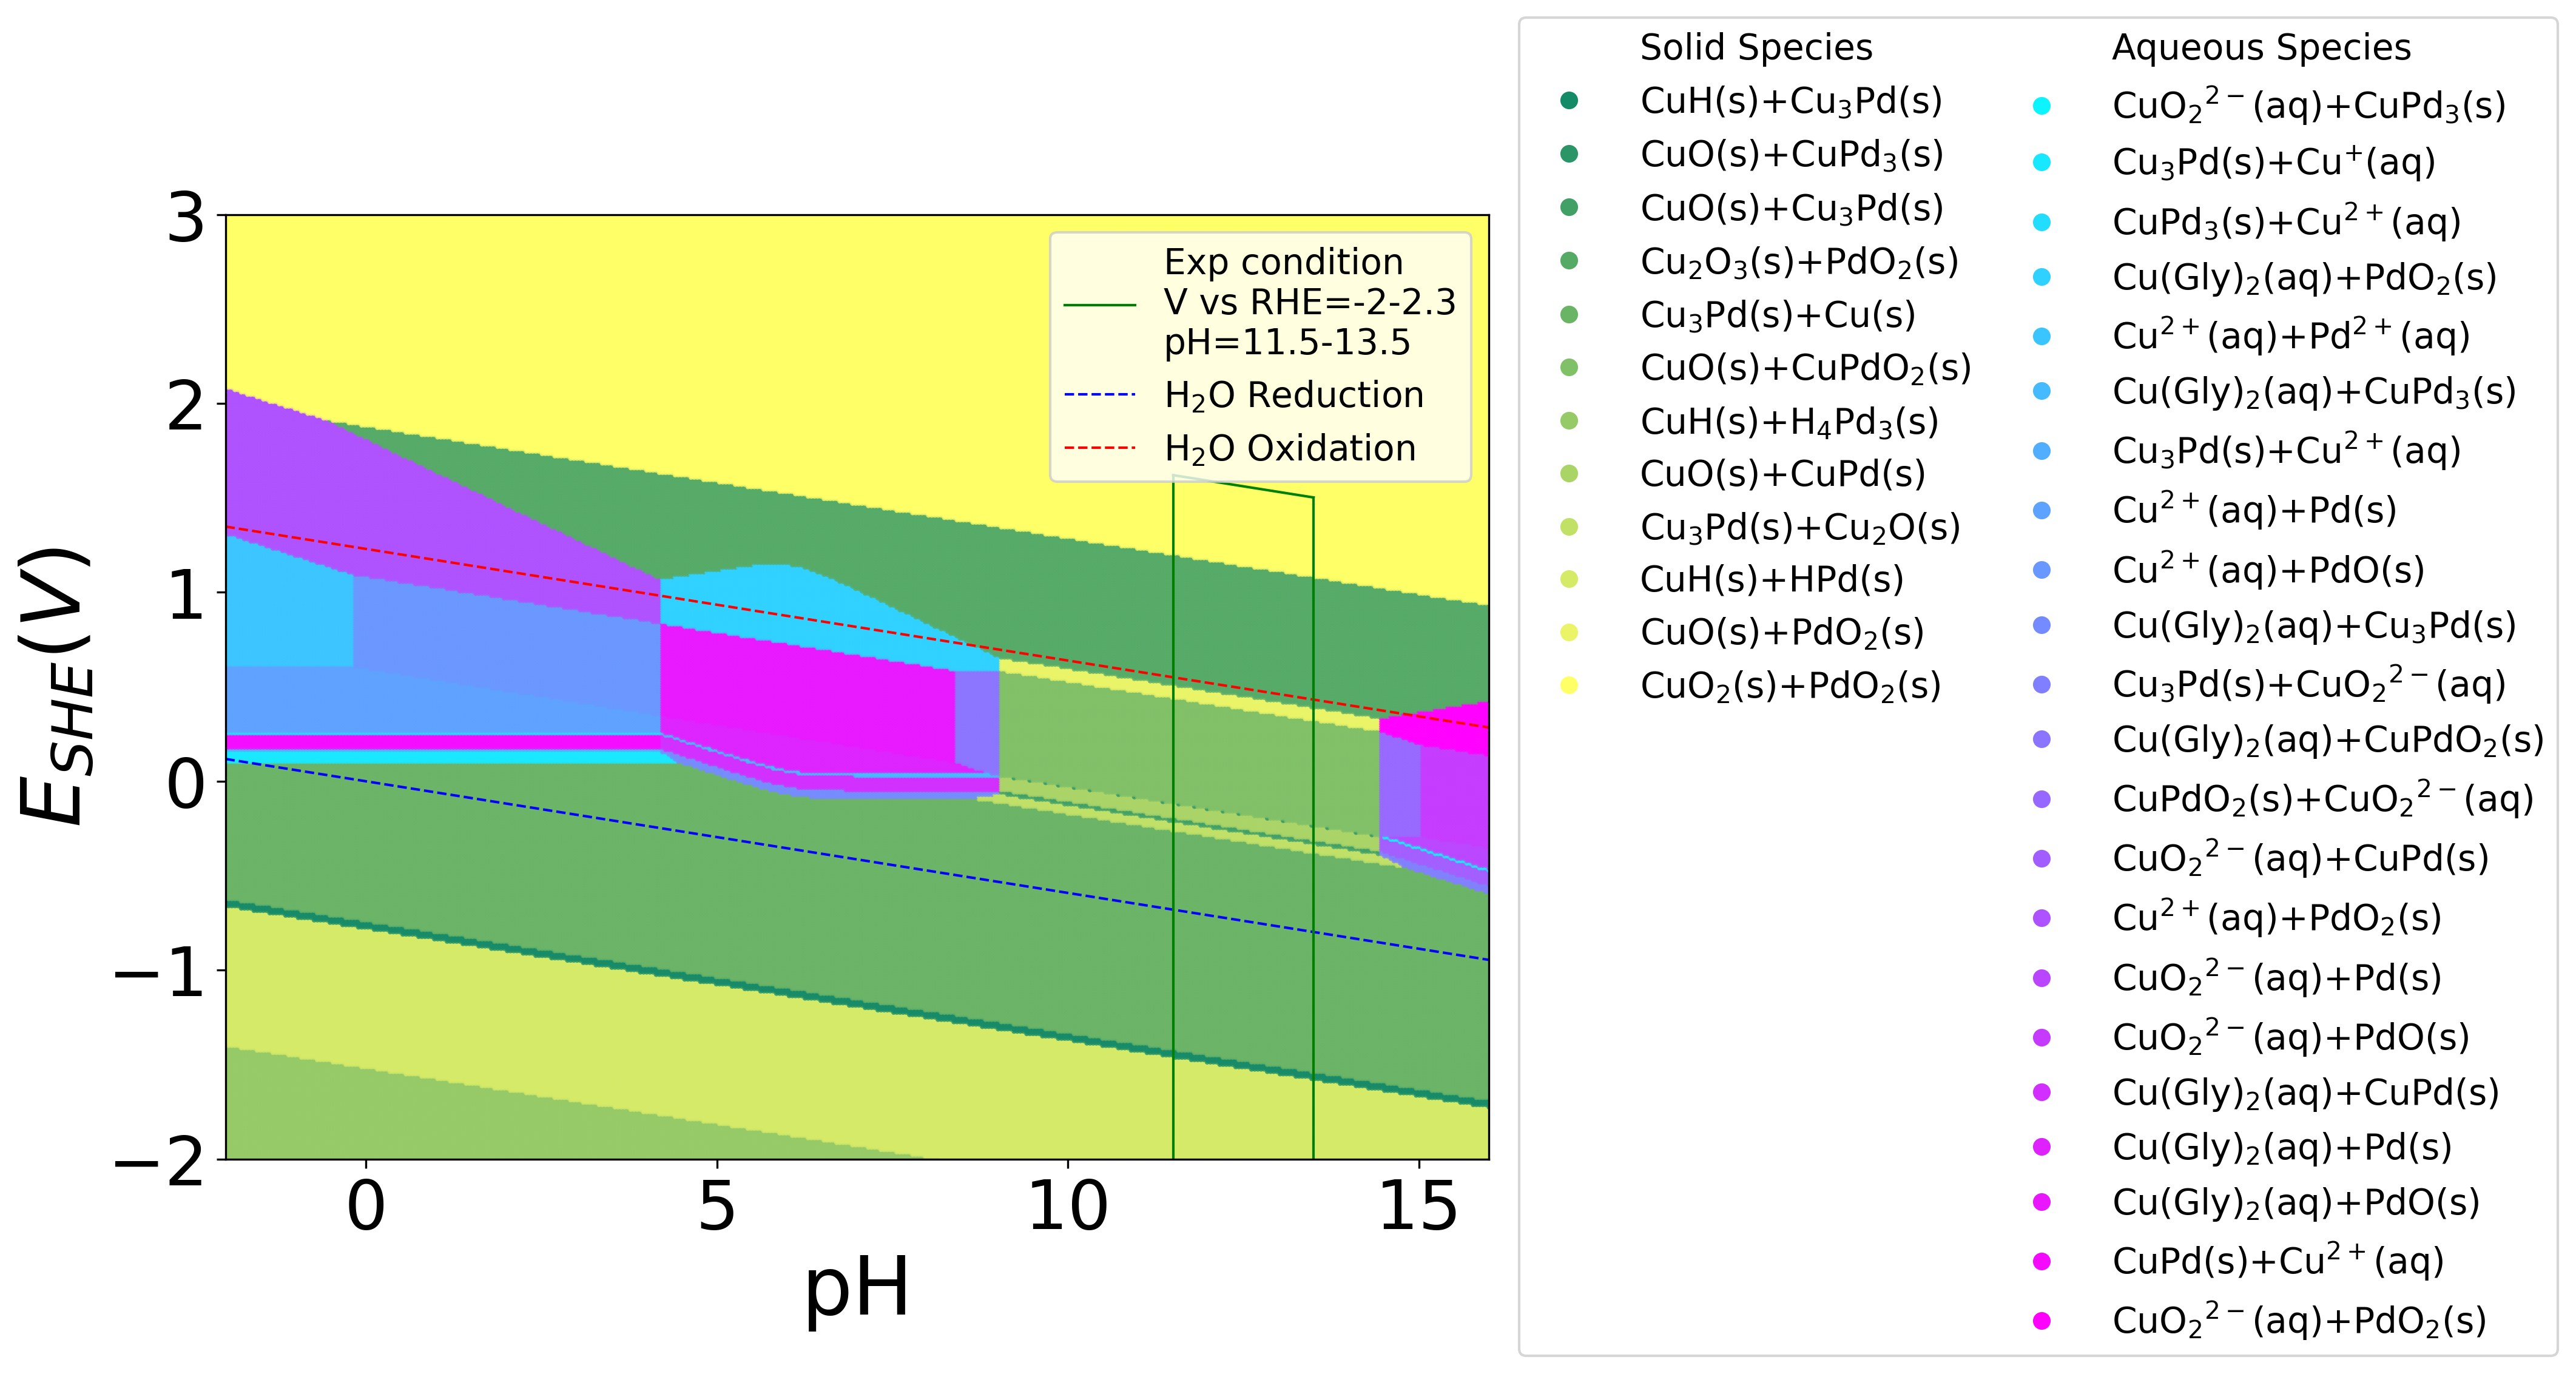 3
2
1
0
−1
−2
E_SHE(V)
0
5
10
15
pH
Exp condition
V vs RHE=-2-2.3
pH=11.5-13.5
H₂O Reduction
H₂O Oxidation
Solid Species
CuH(s)+Cu₃Pd(s)
CuO(s)+CuPd₃(s)
CuO(s)+Cu₃Pd(s)
Cu₂O₃(s)+PdO₂(s)
Cu₃Pd(s)+Cu(s)
CuO(s)+CuPdO₂(s)
CuH(s)+H₄Pd₃(s)
CuO(s)+CuPd(s)
Cu₃Pd(s)+Cu₂O(s)
CuH(s)+HPd(s)
CuO(s)+PdO₂(s)
CuO₂(s)+PdO₂(s)
Aqueous Species
CuO₂²⁻(aq)+CuPd₃(s)
Cu₃Pd(s)+Cu⁺(aq)
CuPd₃(s)+Cu²⁺(aq)
Cu(Gly)₂(aq)+PdO₂(s)
Cu²⁺(aq)+Pd²⁺(aq)
Cu(Gly)₂(aq)+CuPd₃(s)
Cu₃Pd(s)+Cu²⁺(aq)
Cu²⁺(aq)+Pd(s)
Cu²⁺(aq)+PdO(s)
Cu(Gly)₂(aq)+Cu₃Pd(s)
Cu₃Pd(s)+CuO₂²⁻(aq)
Cu(Gly)₂(aq)+CuPdO₂(s)
CuPdO₂(s)+CuO₂²⁻(aq)
CuO₂²⁻(aq)+CuPd(s)
Cu²⁺(aq)+PdO₂(s)
CuO₂²⁻(aq)+Pd(s)
CuO₂²⁻(aq)+PdO(s)
Cu(Gly)₂(aq)+CuPd(s)
Cu(Gly)₂(aq)+Pd(s)
Cu(Gly)₂(aq)+PdO(s)
CuPd(s)+Cu²⁺(aq)
CuO₂²⁻(aq)+PdO₂(s)